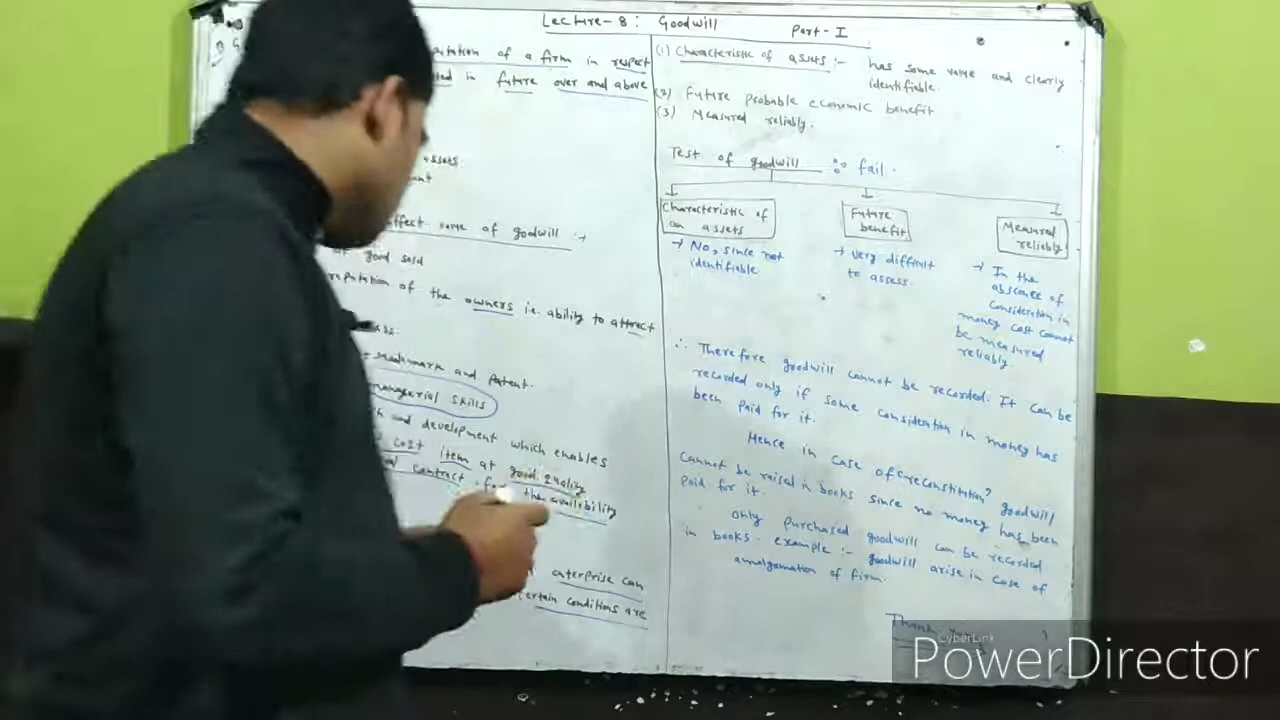 Lecture-8: Goodwill Part-I
of a firm in respect
in future over and above
assets
affect value of goodwill :→
good sold
reputation of the owners i.e. ability to attract
and Patent.
managerial skills
and development which enables
cost item at good quality
contract for the availability
can
certain conditions are
(1) Characteristic of assets :- has some value and clearly
identifiable.
(2) Future probable economic benefit
(3) Measured reliably.
Test of goodwill : fail.
Characteristic of
an assets
→ No, since not
identifiable
Future
benefit
→ very difficult
to assess.
Measured
reliably
→ In the
absence of
consideration in
money cost cannot
be measured
reliably.
∴ Therefore goodwill cannot be recorded. It can be
recorded only if some consideration in money has
been paid for it.
Hence in case of reconstitution, goodwill
cannot be raised in books since no money has been
paid for it.
only purchased goodwill can be recorded
in books. example :- goodwill arise in case of
amalgamation of firm.
Thank
CyberLink
PowerDirector